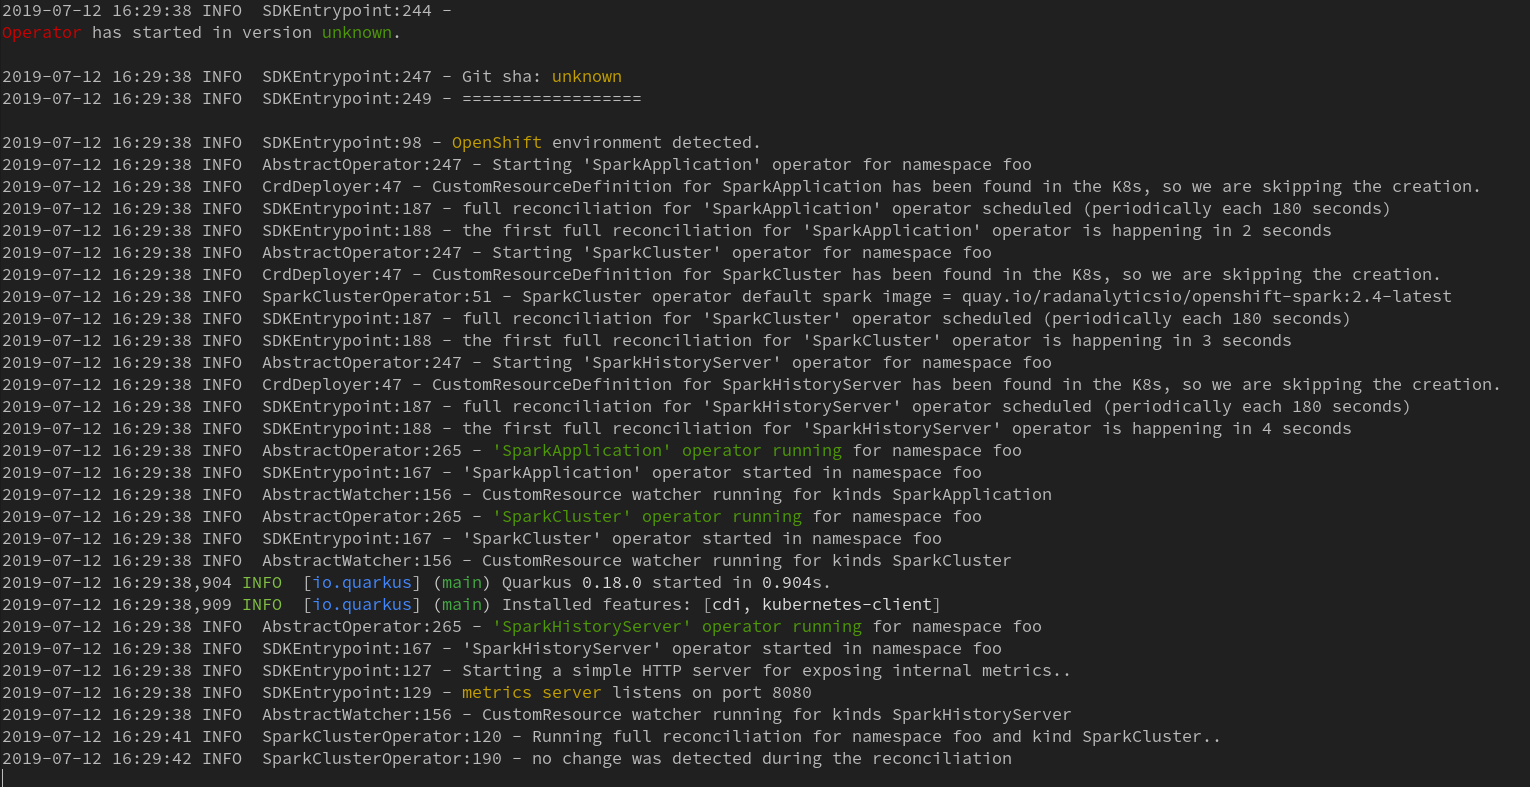 2019-07-12 16:29:38 INFO  SDKEntrypoint:244 -
Operator has started in version unknown.
2019-07-12 16:29:38 INFO  SDKEntrypoint:247 - Git sha: unknown
2019-07-12 16:29:38 INFO  SDKEntrypoint:249 - ==================
2019-07-12 16:29:38 INFO  SDKEntrypoint:98 - OpenShift environment detected.
2019-07-12 16:29:38 INFO  AbstractOperator:247 - Starting 'SparkApplication' operator for namespace foo
2019-07-12 16:29:38 INFO  CrdDeployer:47 - CustomResourceDefinition for SparkApplication has been found in the K8s, so we are skipping the creation.
2019-07-12 16:29:38 INFO  SDKEntrypoint:187 - full reconciliation for 'SparkApplication' operator scheduled (periodically each 180 seconds)
2019-07-12 16:29:38 INFO  SDKEntrypoint:188 - the first full reconciliation for 'SparkApplication' operator is happening in 2 seconds
2019-07-12 16:29:38 INFO  AbstractOperator:247 - Starting 'SparkCluster' operator for namespace foo
2019-07-12 16:29:38 INFO  CrdDeployer:47 - CustomResourceDefinition for SparkCluster has been found in the K8s, so we are skipping the creation.
2019-07-12 16:29:38 INFO  SparkClusterOperator:51 - SparkCluster operator default spark image = quay.io/radanalyticsio/openshift-spark:2.4-latest
2019-07-12 16:29:38 INFO  SDKEntrypoint:187 - full reconciliation for 'SparkCluster' operator scheduled (periodically each 180 seconds)
2019-07-12 16:29:38 INFO  SDKEntrypoint:188 - the first full reconciliation for 'SparkCluster' operator is happening in 3 seconds
2019-07-12 16:29:38 INFO  AbstractOperator:247 - Starting 'SparkHistoryServer' operator for namespace foo
2019-07-12 16:29:38 INFO  CrdDeployer:47 - CustomResourceDefinition for SparkHistoryServer has been found in the K8s, so we are skipping the creation.
2019-07-12 16:29:38 INFO  SDKEntrypoint:187 - full reconciliation for 'SparkHistoryServer' operator scheduled (periodically each 180 seconds)
2019-07-12 16:29:38 INFO  SDKEntrypoint:188 - the first full reconciliation for 'SparkHistoryServer' operator is happening in 4 seconds
2019-07-12 16:29:38 INFO  AbstractOperator:265 - 'SparkApplication' operator running for namespace foo
2019-07-12 16:29:38 INFO  SDKEntrypoint:167 - 'SparkApplication' operator started in namespace foo
2019-07-12 16:29:38 INFO  AbstractWatcher:156 - CustomResource watcher running for kinds SparkApplication
2019-07-12 16:29:38 INFO  AbstractOperator:265 - 'SparkCluster' operator running for namespace foo
2019-07-12 16:29:38 INFO  SDKEntrypoint:167 - 'SparkCluster' operator started in namespace foo
2019-07-12 16:29:38 INFO  AbstractWatcher:156 - CustomResource watcher running for kinds SparkCluster
2019-07-12 16:29:38,904 INFO  [io.quarkus] (main) Quarkus 0.18.0 started in 0.904s.
2019-07-12 16:29:38,909 INFO  [io.quarkus] (main) Installed features: [cdi, kubernetes-client]
2019-07-12 16:29:38 INFO  AbstractOperator:265 - 'SparkHistoryServer' operator running for namespace foo
2019-07-12 16:29:38 INFO  SDKEntrypoint:167 - 'SparkHistoryServer' operator started in namespace foo
2019-07-12 16:29:38 INFO  SDKEntrypoint:127 - Starting a simple HTTP server for exposing internal metrics..
2019-07-12 16:29:38 INFO  SDKEntrypoint:129 - metrics server listens on port 8080
2019-07-12 16:29:38 INFO  AbstractWatcher:156 - CustomResource watcher running for kinds SparkHistoryServer
2019-07-12 16:29:41 INFO  SparkClusterOperator:120 - Running full reconciliation for namespace foo and kind SparkCluster..
2019-07-12 16:29:42 INFO  SparkClusterOperator:190 - no change was detected during the reconciliation